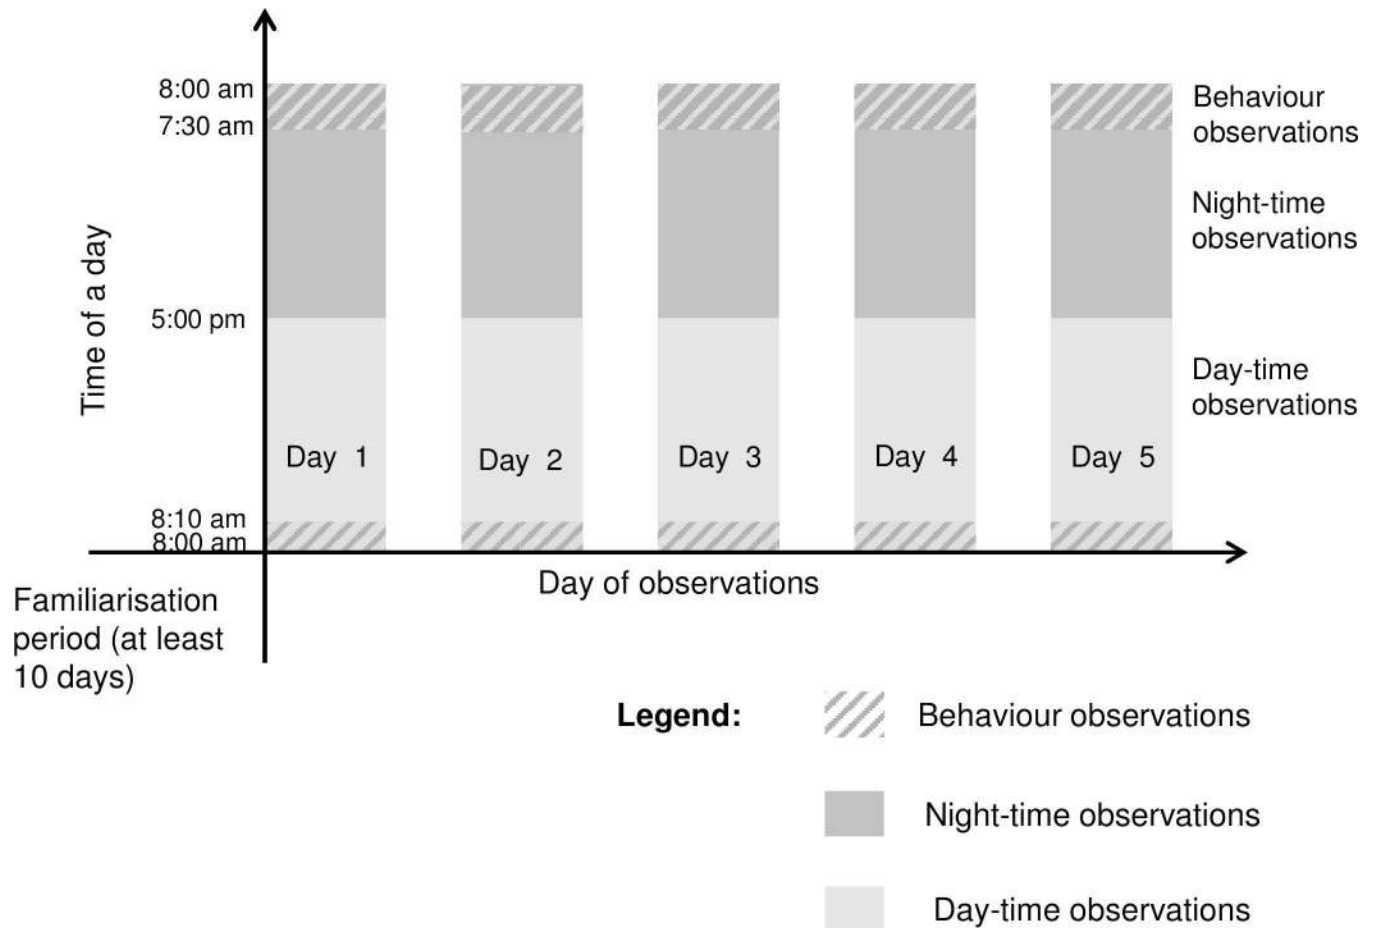 8:00 am
7:30 am
5:00 pm
8:10 am
8:00 am
Time of a day
Day 1
Day 2
Day 3
Day 4
Day 5
Behaviour
observations
Night-time
observations
Day-time
observations
Day of observations
Familiarisation
period (at least
10 days)
Legend:
Behaviour observations
Night-time observations
Day-time observations